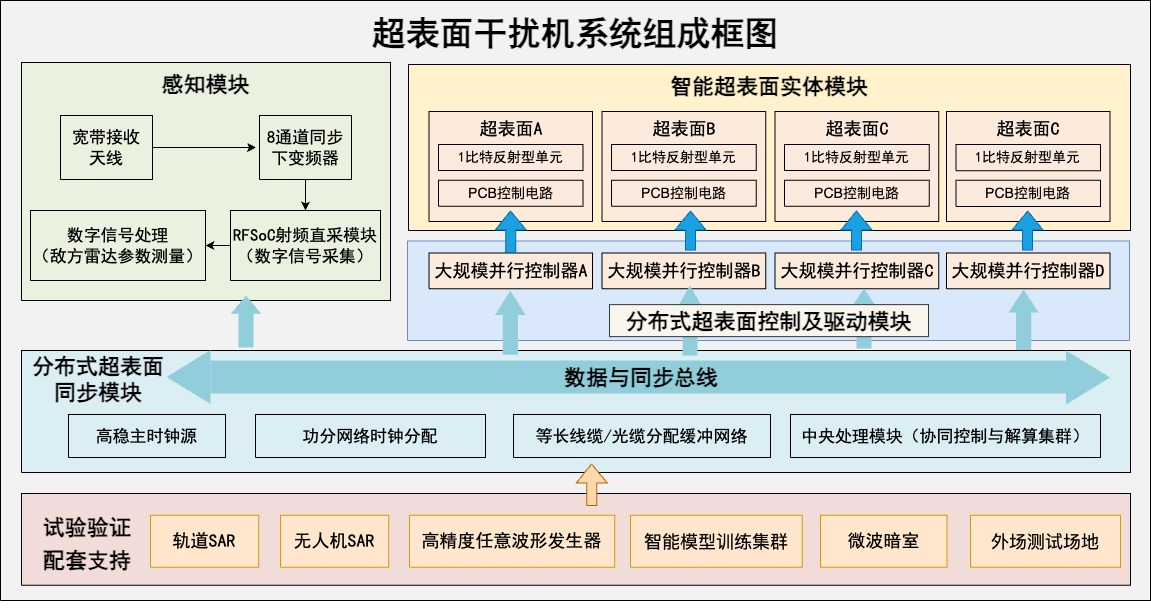 超表面干扰机系统组成框图
感知模块
宽带接收
天线
8通道同步
下变频器
数字信号处理
（敌方雷达参数测量）
RFSoC射频直采模块
（数字信号采集）
智能超表面实体模块
超表面A
1比特反射型单元
PCB控制电路
超表面B
1比特反射型单元
PCB控制电路
超表面C
1比特反射型单元
PCB控制电路
超表面C
1比特反射型单元
PCB控制电路
大规模并行控制器A
大规模并行控制器B
大规模并行控制器C
大规模并行控制器D
分布式超表面控制及驱动模块
分布式超表面
同步模块
数据与同步总线
高稳主时钟源
功分网络时钟分配
等长线缆/光缆分配缓冲网络
中央处理模块（协同控制与解算集群）
试验验证
配套支持
轨道SAR
无人机SAR
高精度任意波形发生器
智能模型训练集群
微波暗室
外场测试场地